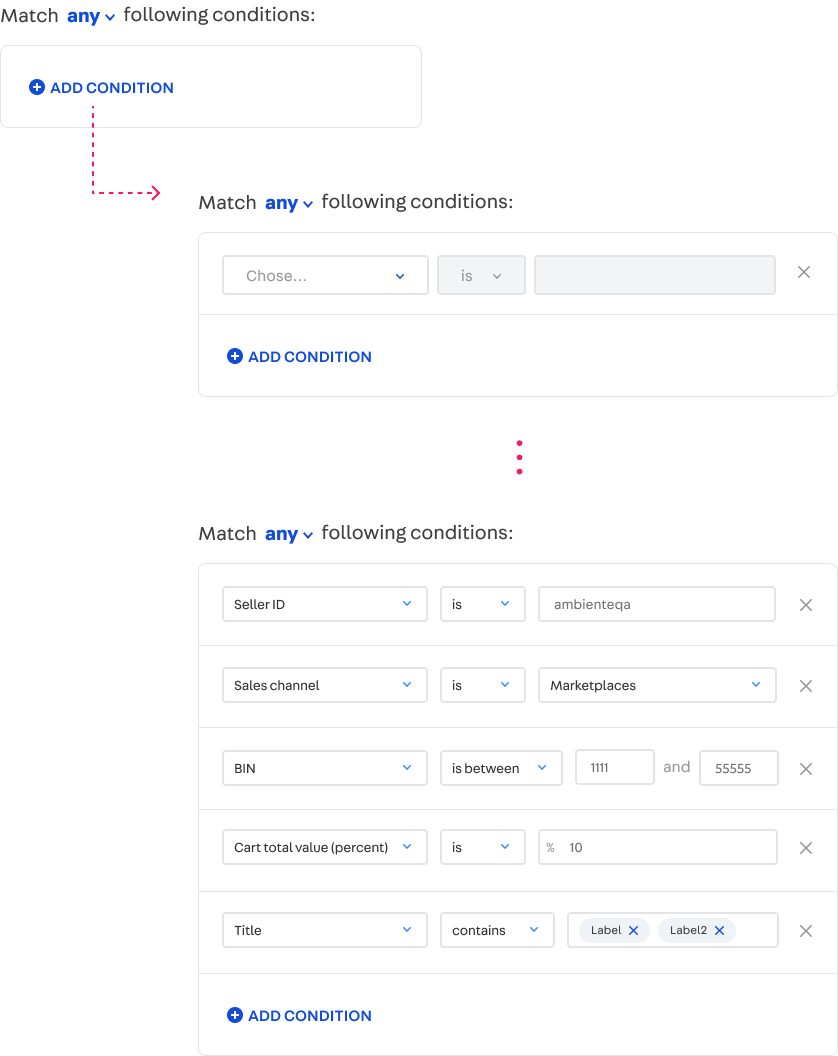 Match any following conditions:
ADD CONDITION
Match any following conditions:
Chose... is
ADD CONDITION
Match any following conditions:
Seller ID is ambienteqa
Sales channel is Marketplaces
BIN is between 1111 and 55555
Cart total value (percent) is % 10
Title contains Label Label2
ADD CONDITION